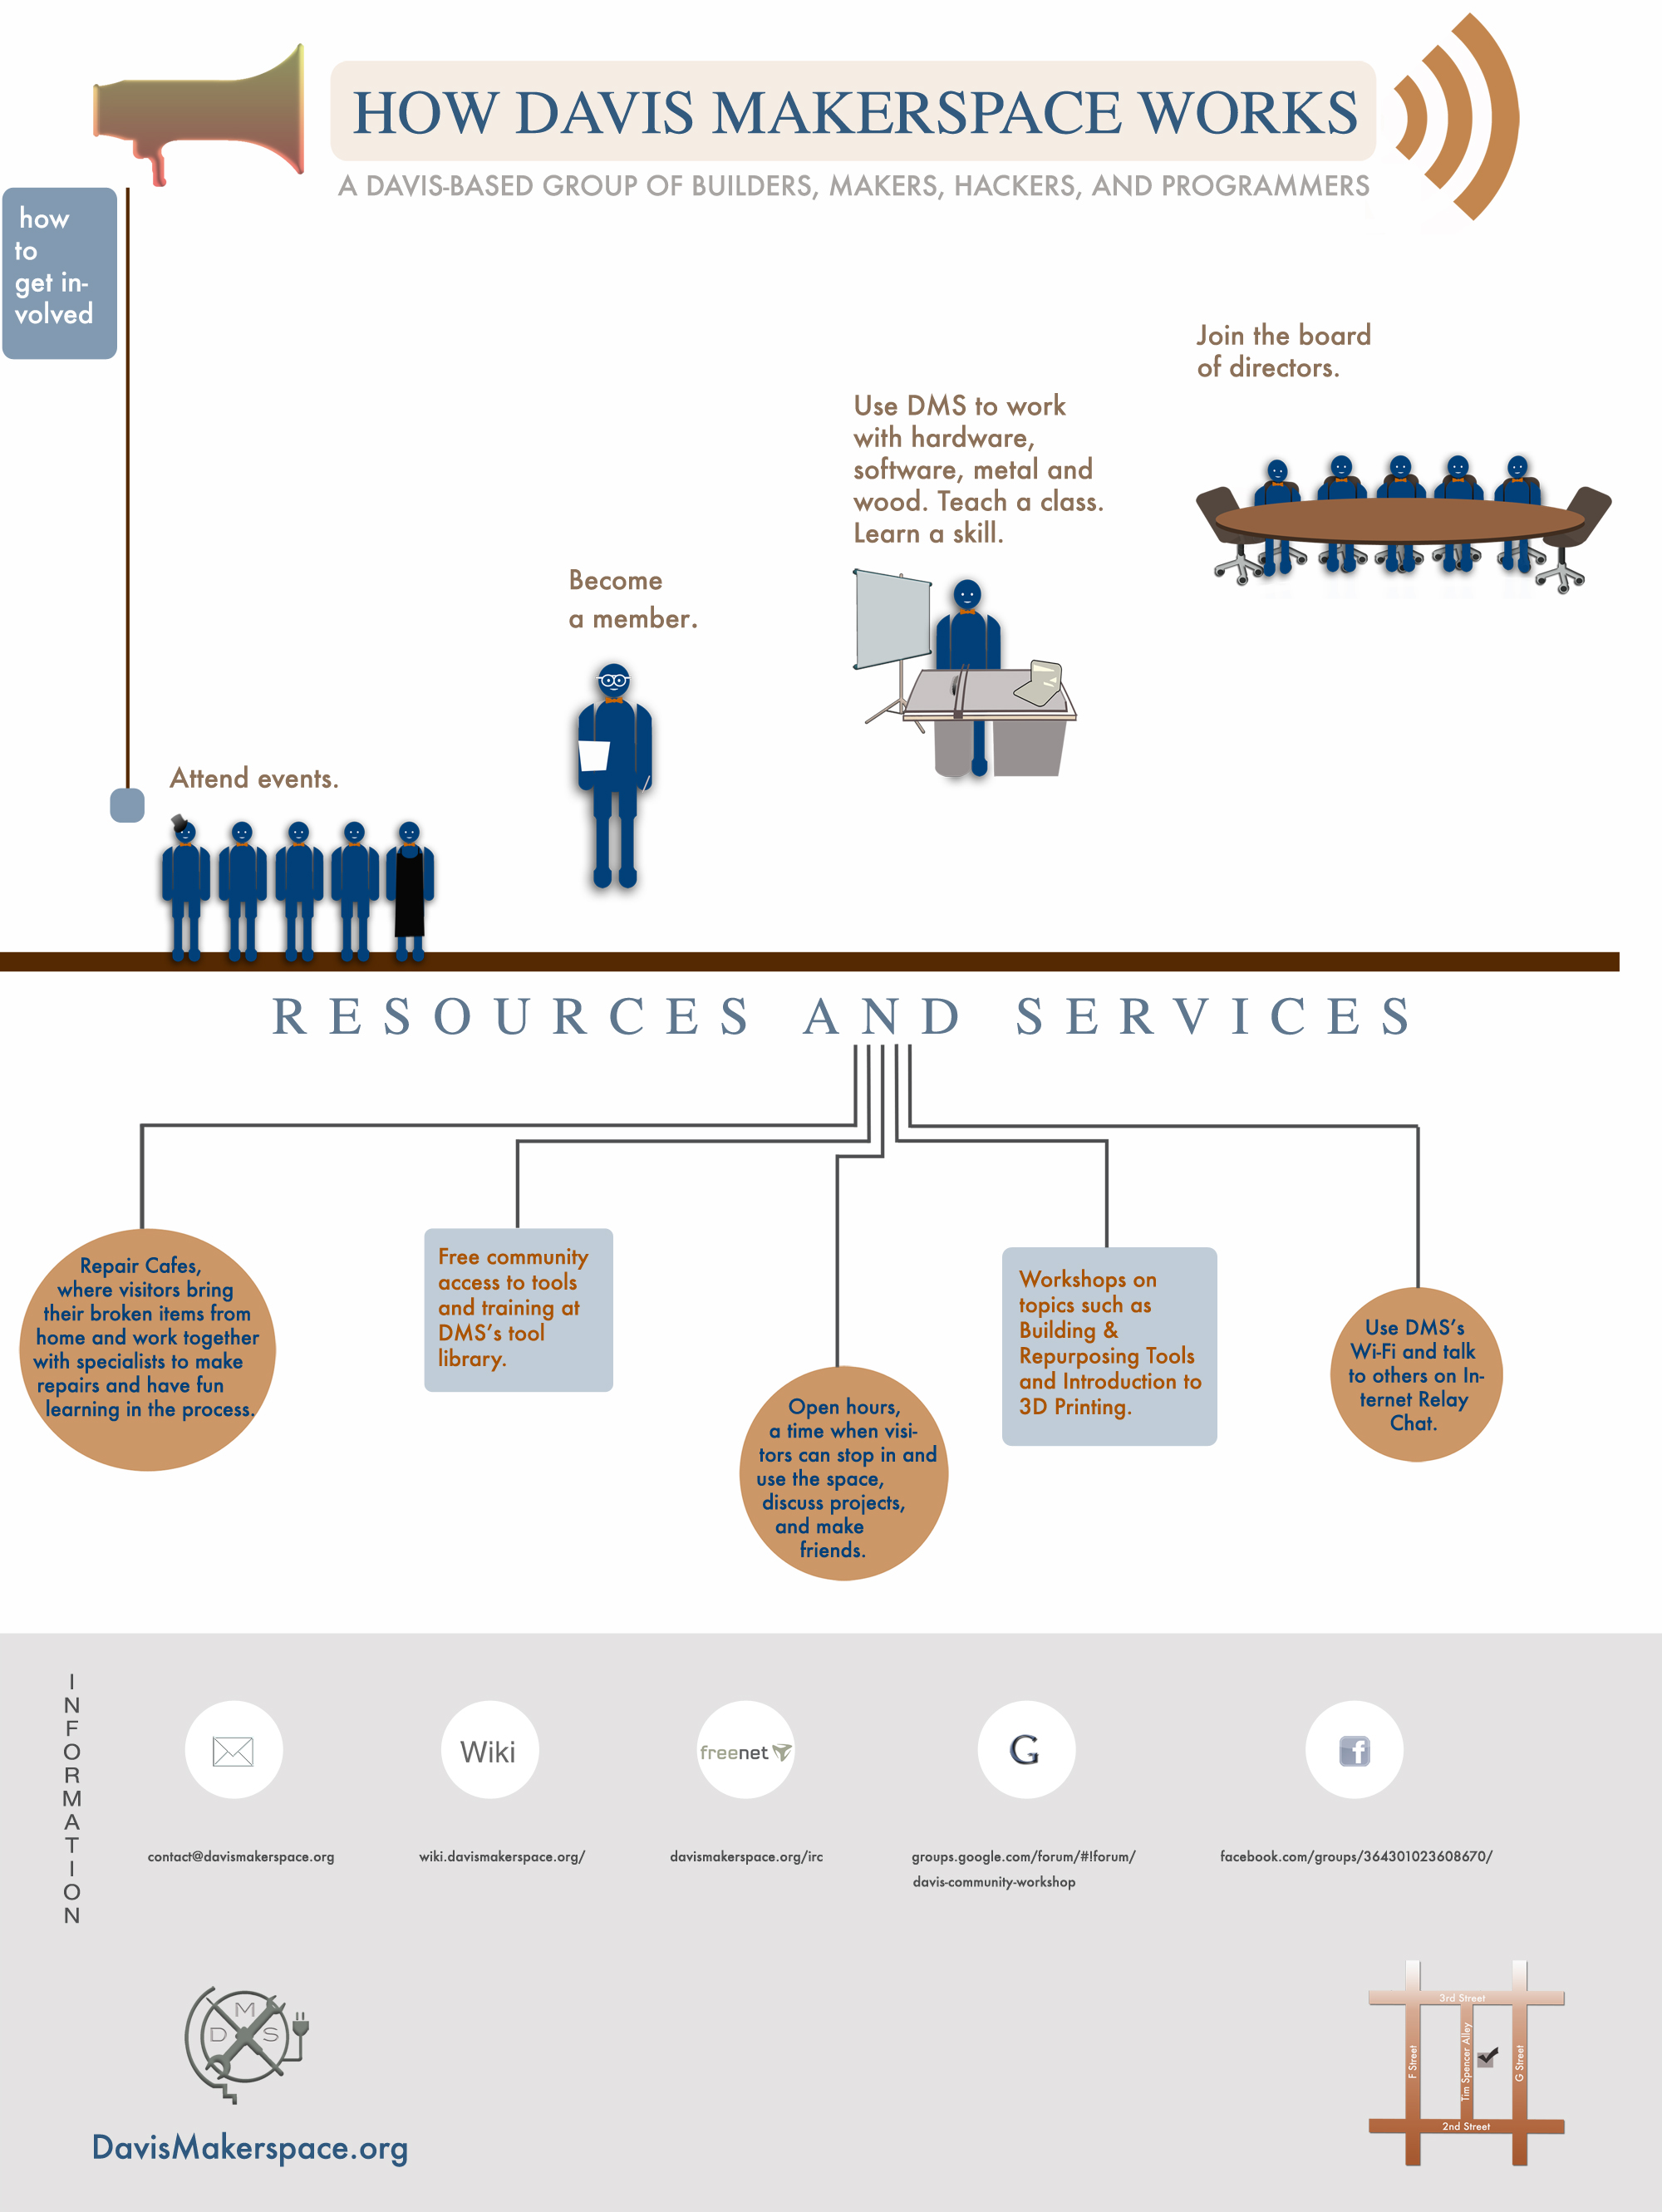 HOW DAVIS MAKERSPACE WORKS
A DAVIS-BASED GROUP OF BUILDERS, MAKERS, HACKERS, AND PROGRAMMERS
how
to
get in-
volved
Join the board
of directors.
Use DMS to work
with hardware,
software, metal and
wood. Teach a class.
Learn a skill.
Become
a member.
Attend events.
RESOURCES AND SERVICES
Repair Cafes,
where visitors bring
their broken items from
home and work together
with specialists to make
repairs and have fun
learning in the process.
Free community
access to tools
and training at
DMS's tool
library.
Open hours,
a time when visi-
tors can stop in and
use the space,
discuss projects,
and make
friends.
Workshops on
topics such as
Building &
Repurposing Tools
and Introduction to
3D Printing.
Use DMS's
Wi-Fi and talk
to others on In-
ternet Relay
Chat.
INFORMATION
Wiki
freenet
G
f
contact@davismakerspace.org
wiki.davismakerspace.org/
davismakerspace.org/irc
groups.google.com/forum/#!forum/
davis-community-workshop
facebook.com/groups/364301023608670/
D M S
DavisMakerspace.org
3rd Street
F Street
Tim Spencer Alley
G Street
2nd Street